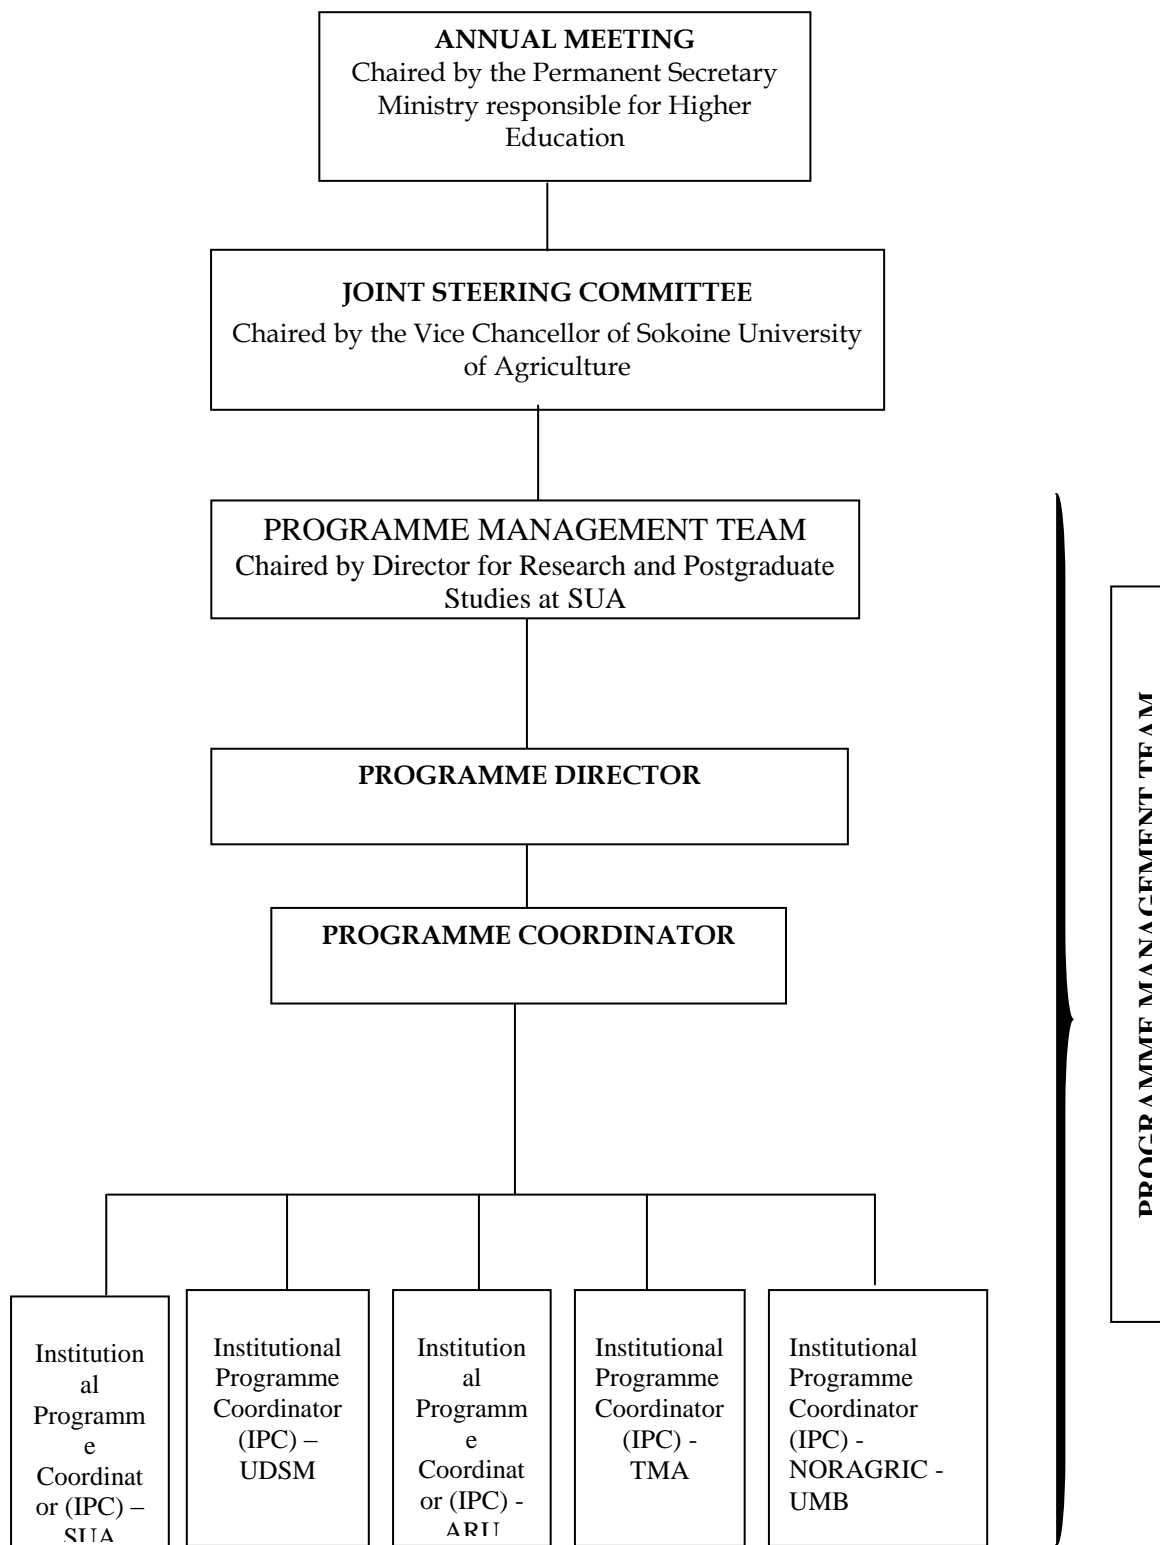 ANNUAL MEETING
Chaired by the Permanent Secretary
Ministry responsible for Higher
Education
JOINT STEERING COMMITTEE
Chaired by the Vice Chancellor of Sokoine University
of Agriculture
PROGRAMME MANAGEMENT TEAM
Chaired by Director for Research and Postgraduate
Studies at SUA
PROGRAMME DIRECTOR
PROGRAMME COORDINATOR
Institution
al
Programm
e
Coordinat
or (IPC) –
SUA
Institutional
Programme
Coordinator
(IPC) –
UDSM
Institution
al
Programm
e
Coordinat
or (IPC) -
ARU
Institutional
Programme
Coordinator
(IPC) -
TMA
Institutional
Programme
Coordinator
(IPC) -
NORAGRIC -
UMB
PROGRAMME MANAGEMENT TEAM